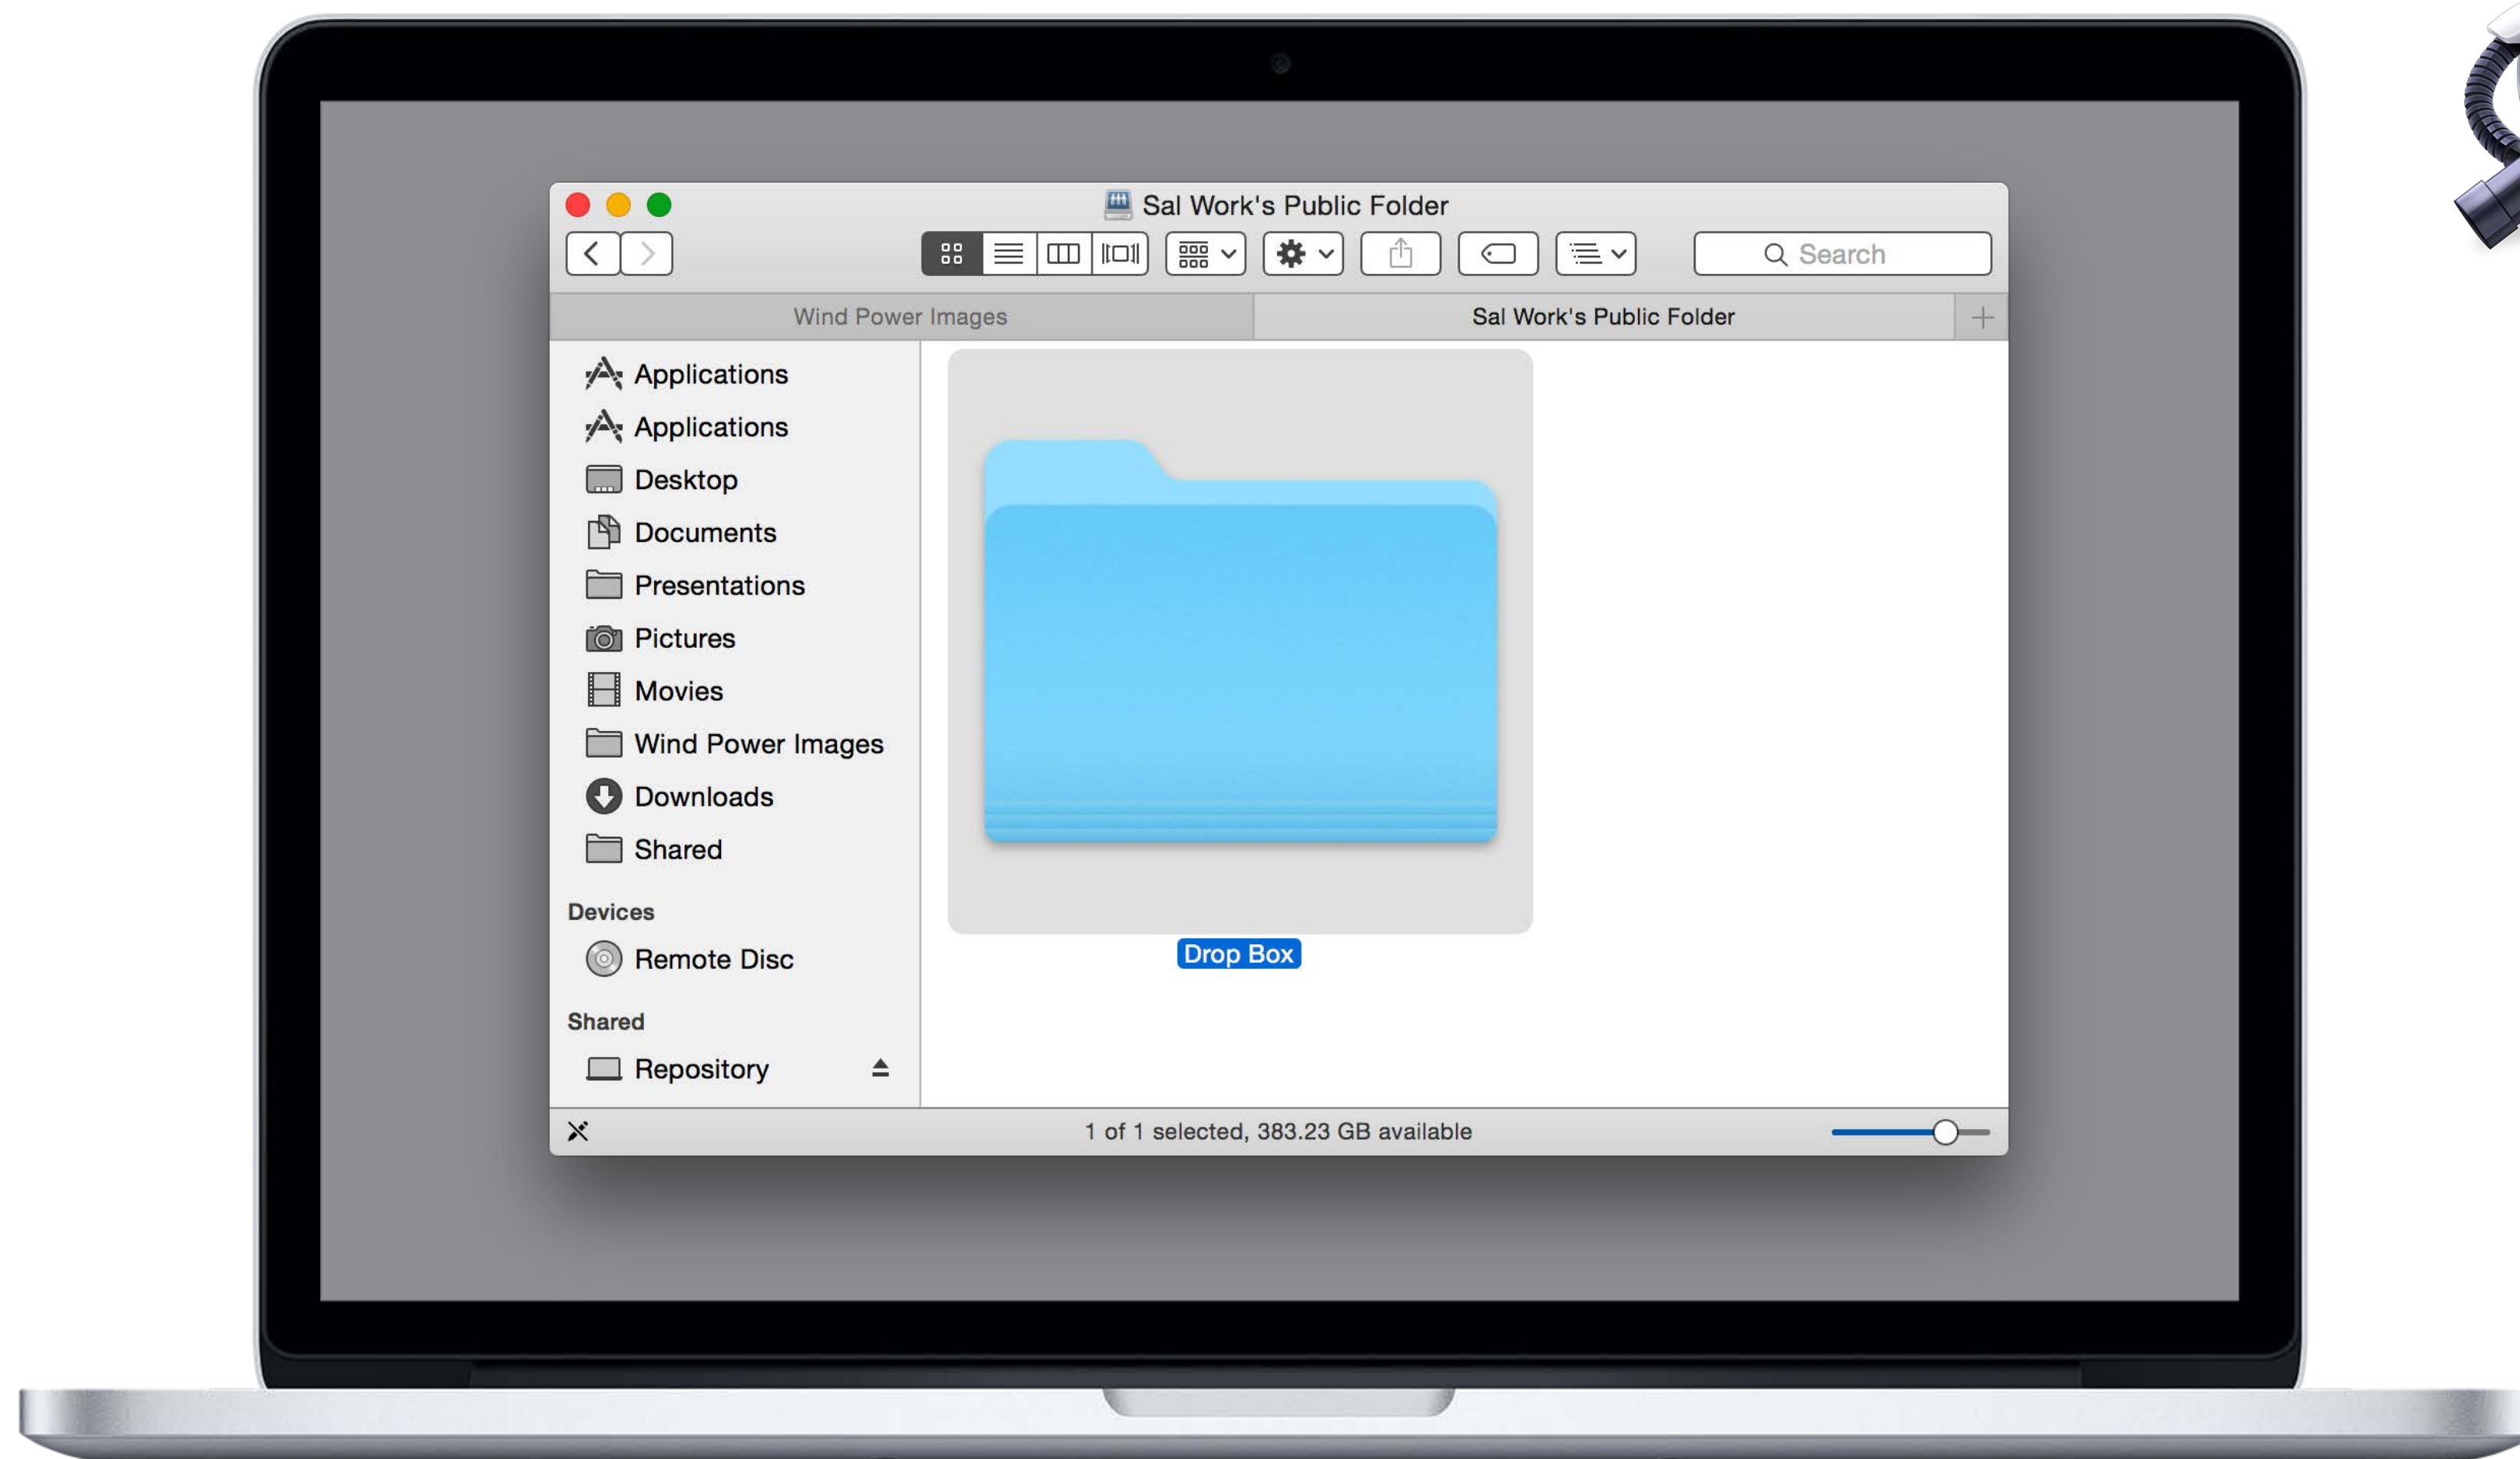 Sal Work's Public Folder
Search
Wind Power Images
Sal Work's Public Folder
Applications
Applications
Desktop
Documents
Presentations
Pictures
Movies
Wind Power Images
Downloads
Shared
Devices
Remote Disc
Shared
Repository
Drop Box
1 of 1 selected, 383.23 GB available